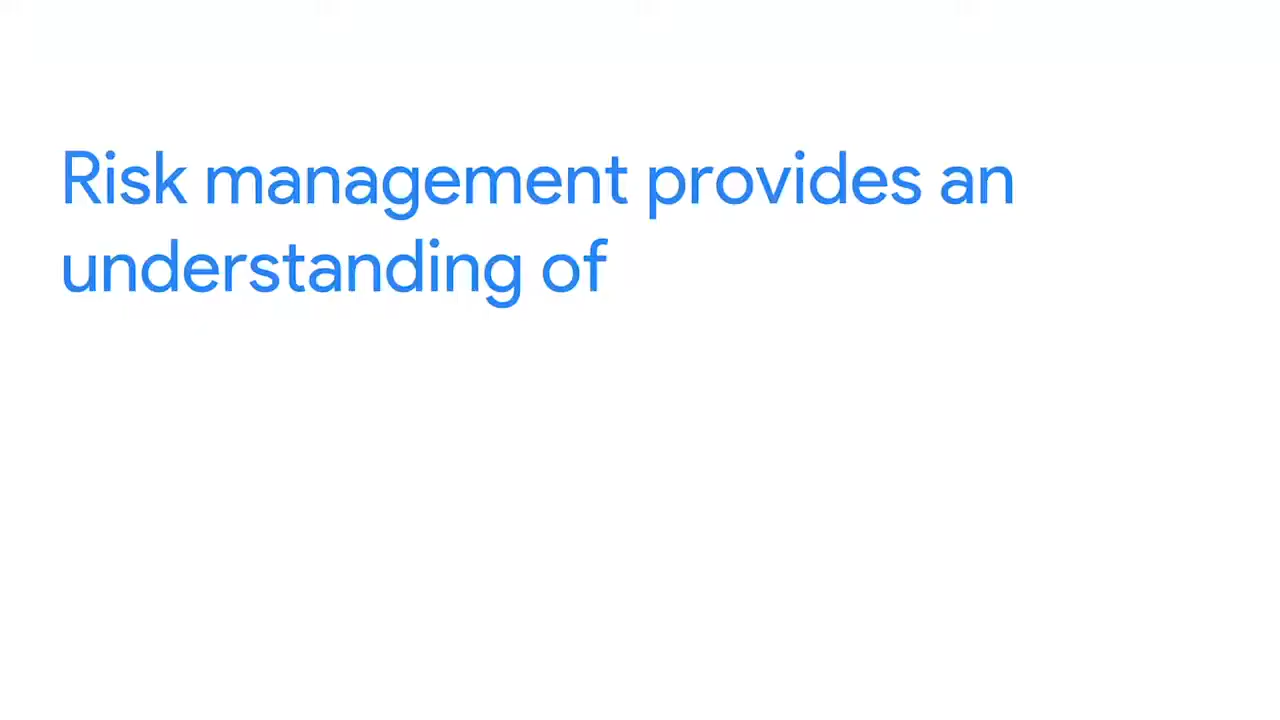 Risk management provides an
understanding of